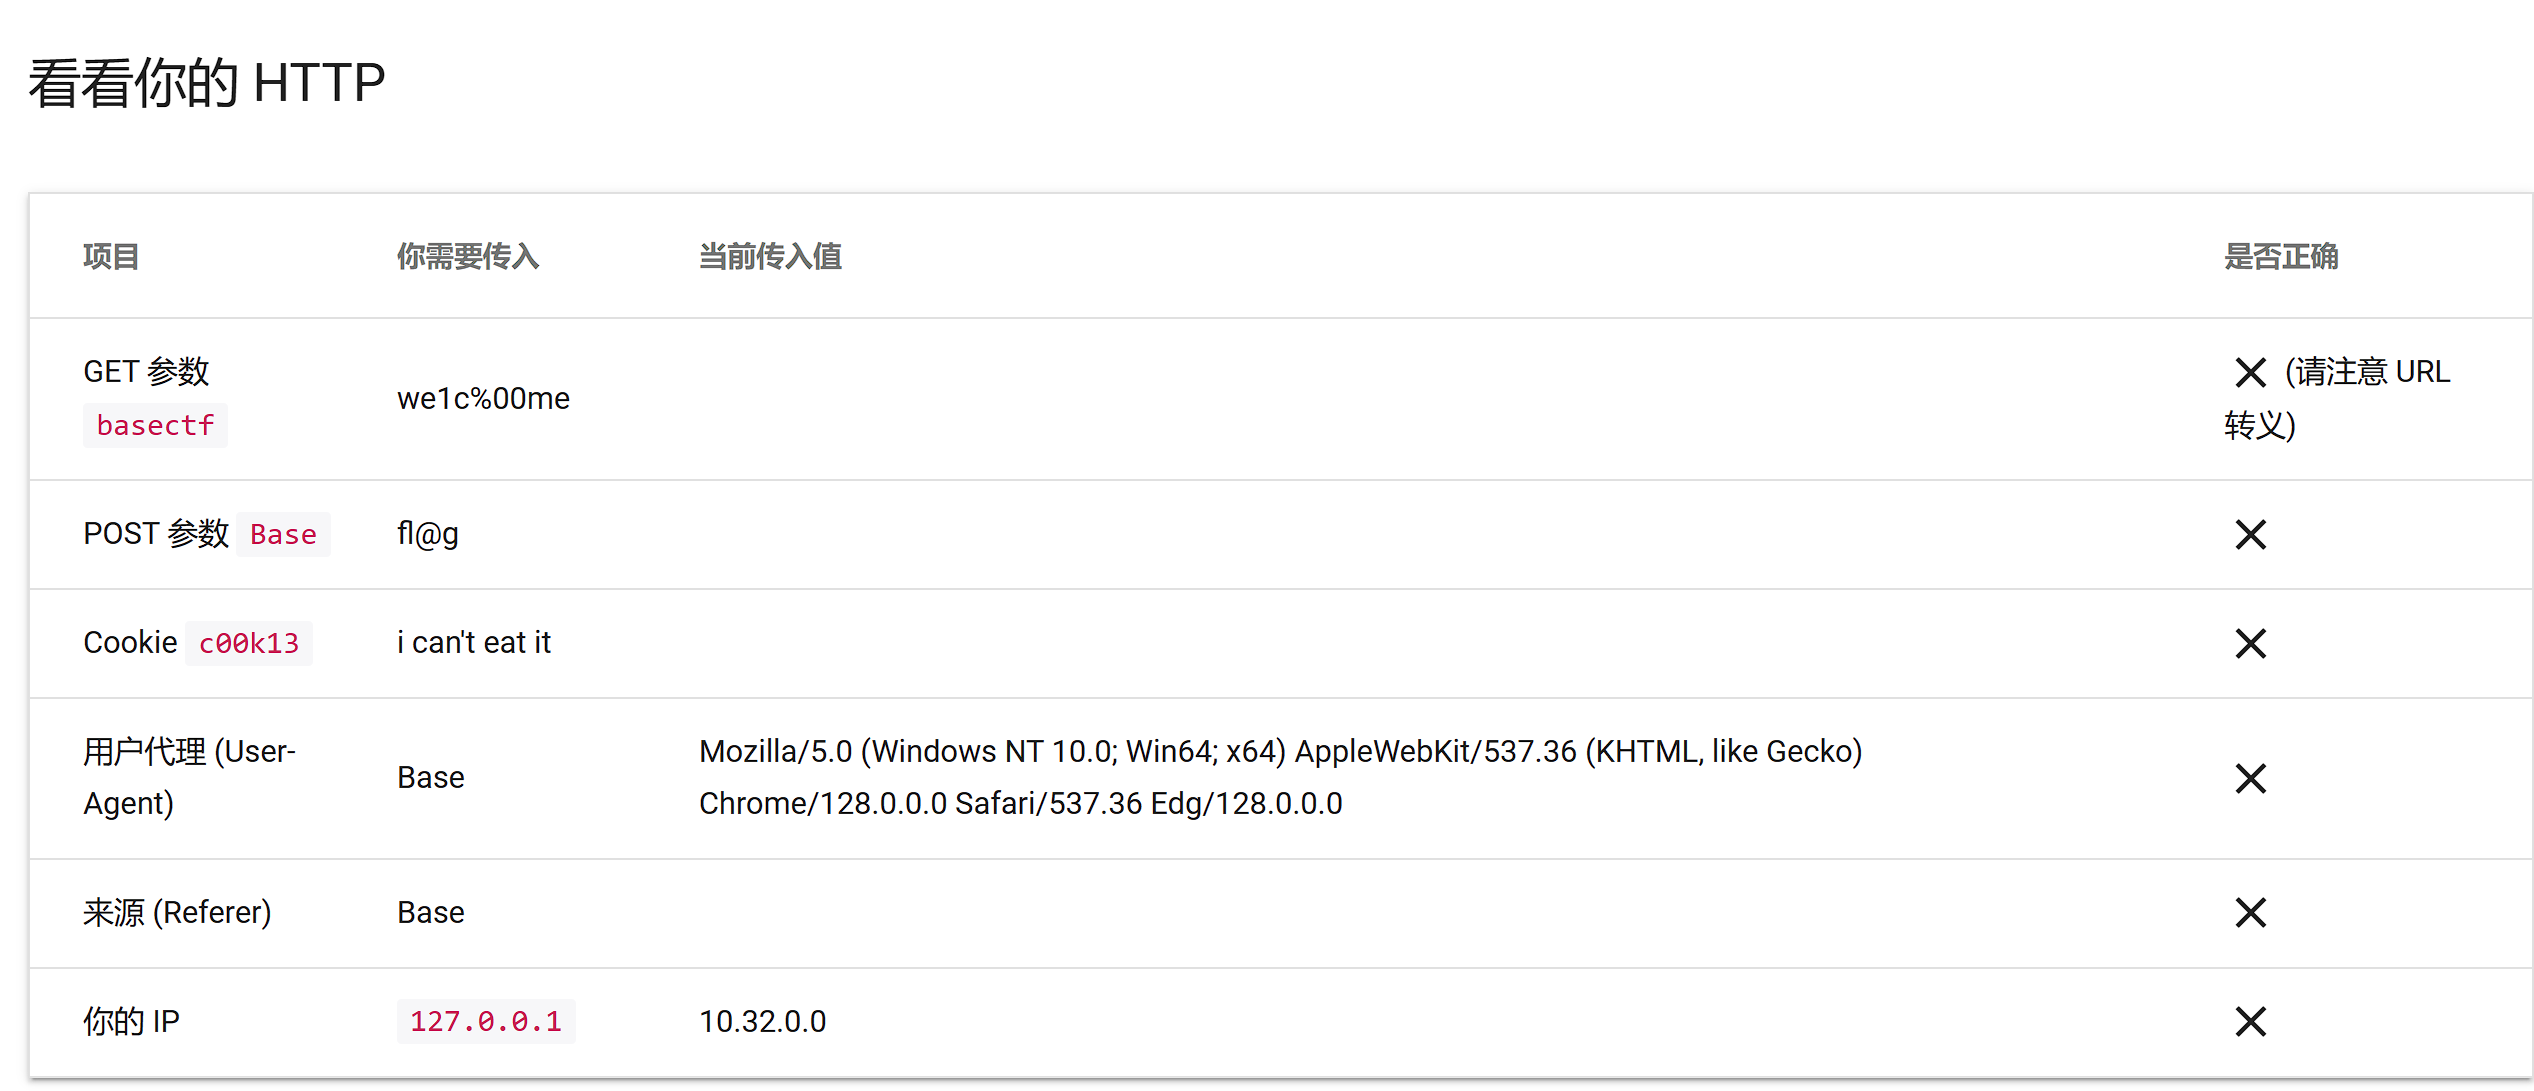 看看你的 HTTP
项目 你需要传入 当前传入值 是否正确
GET 参数
basectf
we1c%00me
✕ (请注意 URL
转义)
POST 参数 Base fl@g ✕
Cookie c00k13 i can't eat it ✕
用户代理 (User-
Agent)
Base
Mozilla/5.0 (Windows NT 10.0; Win64; x64) AppleWebKit/537.36 (KHTML, like Gecko)
Chrome/128.0.0.0 Safari/537.36 Edg/128.0.0.0
✕
来源 (Referer) Base ✕
你的 IP 127.0.0.1 10.32.0.0 ✕